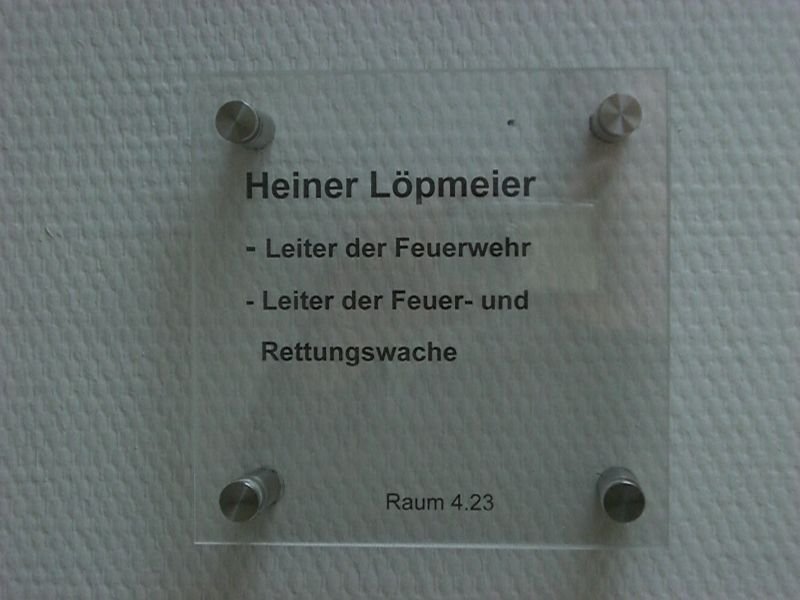 Heiner Löpmeier
- Leiter der Feuerwehr
- Leiter der Feuer- und
Rettungswache
Raum 4.23